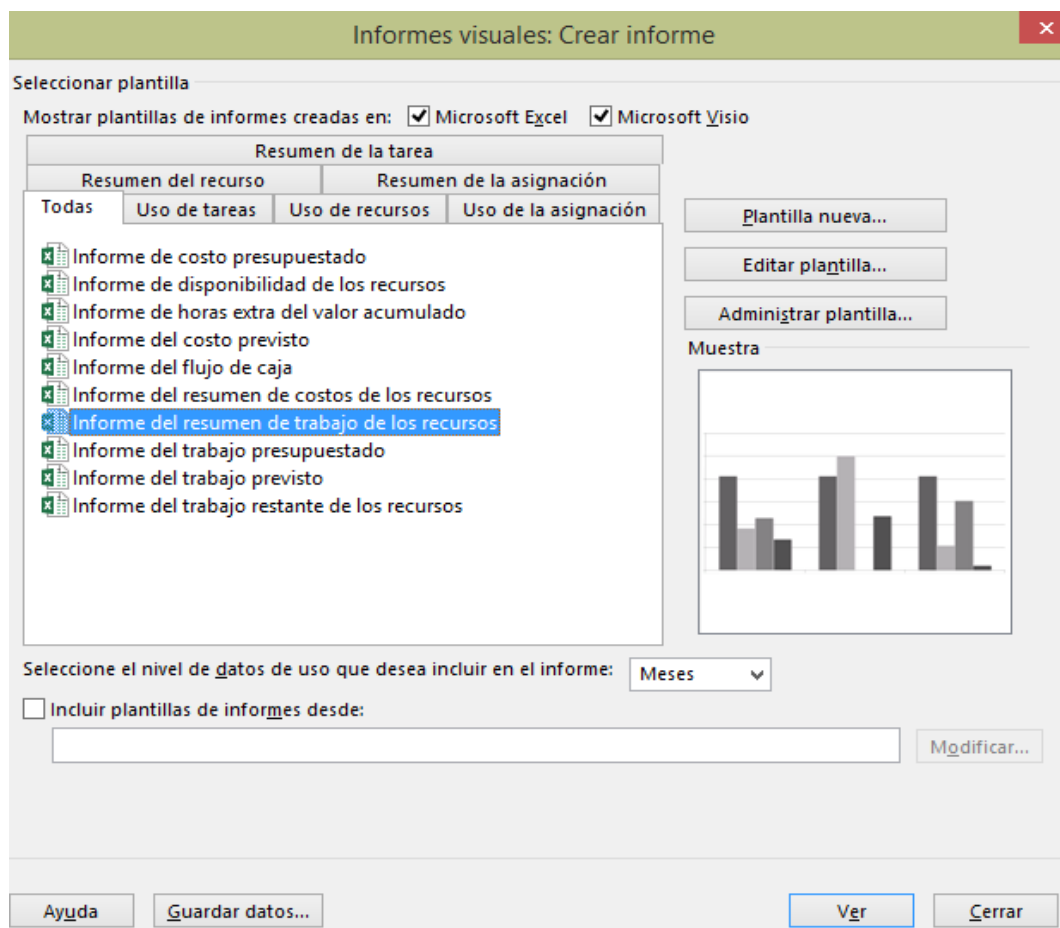 Informes visuales: Crear informe
Seleccionar plantilla
Mostrar plantillas de informes creadas en: Microsoft Excel Microsoft Visio
Resumen de la tarea
Resumen del recurso Resumen de la asignación
Todas Uso de tareas Uso de recursos Uso de la asignación
Informe de costo presupuestado
Informe de disponibilidad de los recursos
Informe de horas extra del valor acumulado
Informe del costo previsto
Informe del flujo de caja
Informe del resumen de costos de los recursos
Informe del resumen de trabajo de los recursos
Informe del trabajo presupuestado
Informe del trabajo previsto
Informe del trabajo restante de los recursos
Plantilla nueva...
Editar plantilla...
Administrar plantilla...
Muestra
Seleccione el nivel de datos de uso que desea incluir en el informe: Meses
Incluir plantillas de informes desde:
Modificar...
Ayuda Guardar datos... Ver Cerrar